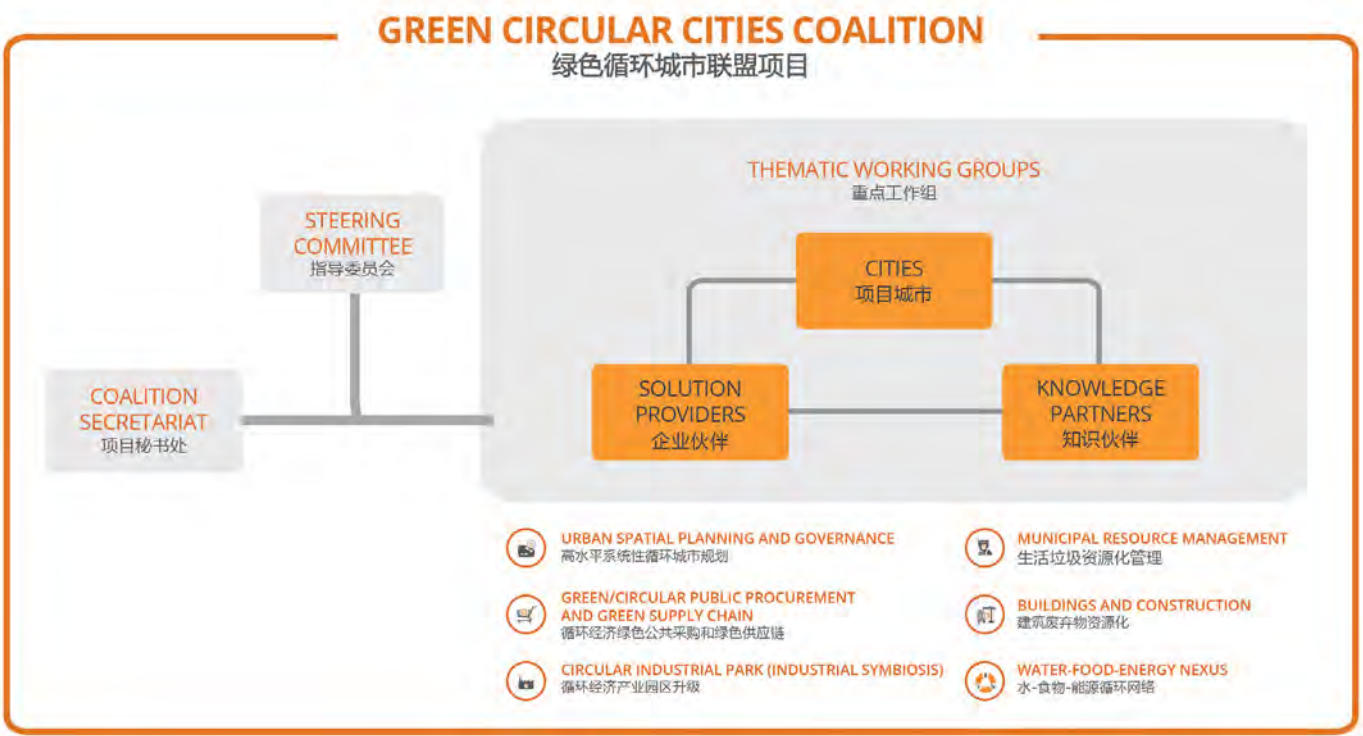 GREEN CIRCULAR CITIES COALITION
绿色循环城市联盟项目
THEMATIC WORKING GROUPS
重点工作组
STEERING
COMMITTEE
指导委员会
CITIES
项目城市
COALITION
SECRETARIAT
项目秘书处
SOLUTION
PROVIDERS
企业伙伴
KNOWLEDGE
PARTNERS
知识伙伴
URBAN SPATIAL PLANNING AND GOVERNANCE
高水平系统性循环城市规划
GREEN/CIRCULAR PUBLIC PROCUREMENT
AND GREEN SUPPLY CHAIN
循环经济绿色公共采购和绿色供应链
CIRCULAR INDUSTRIAL PARK (INDUSTRIAL SYMBIOSIS)
循环经济产业园区升级
MUNICIPAL RESOURCE MANAGEMENT
生活垃圾资源化管理
BUILDINGS AND CONSTRUCTION
建筑废弃物资源化
WATER-FOOD-ENERGY NEXUS
水-食物-能源循环网络